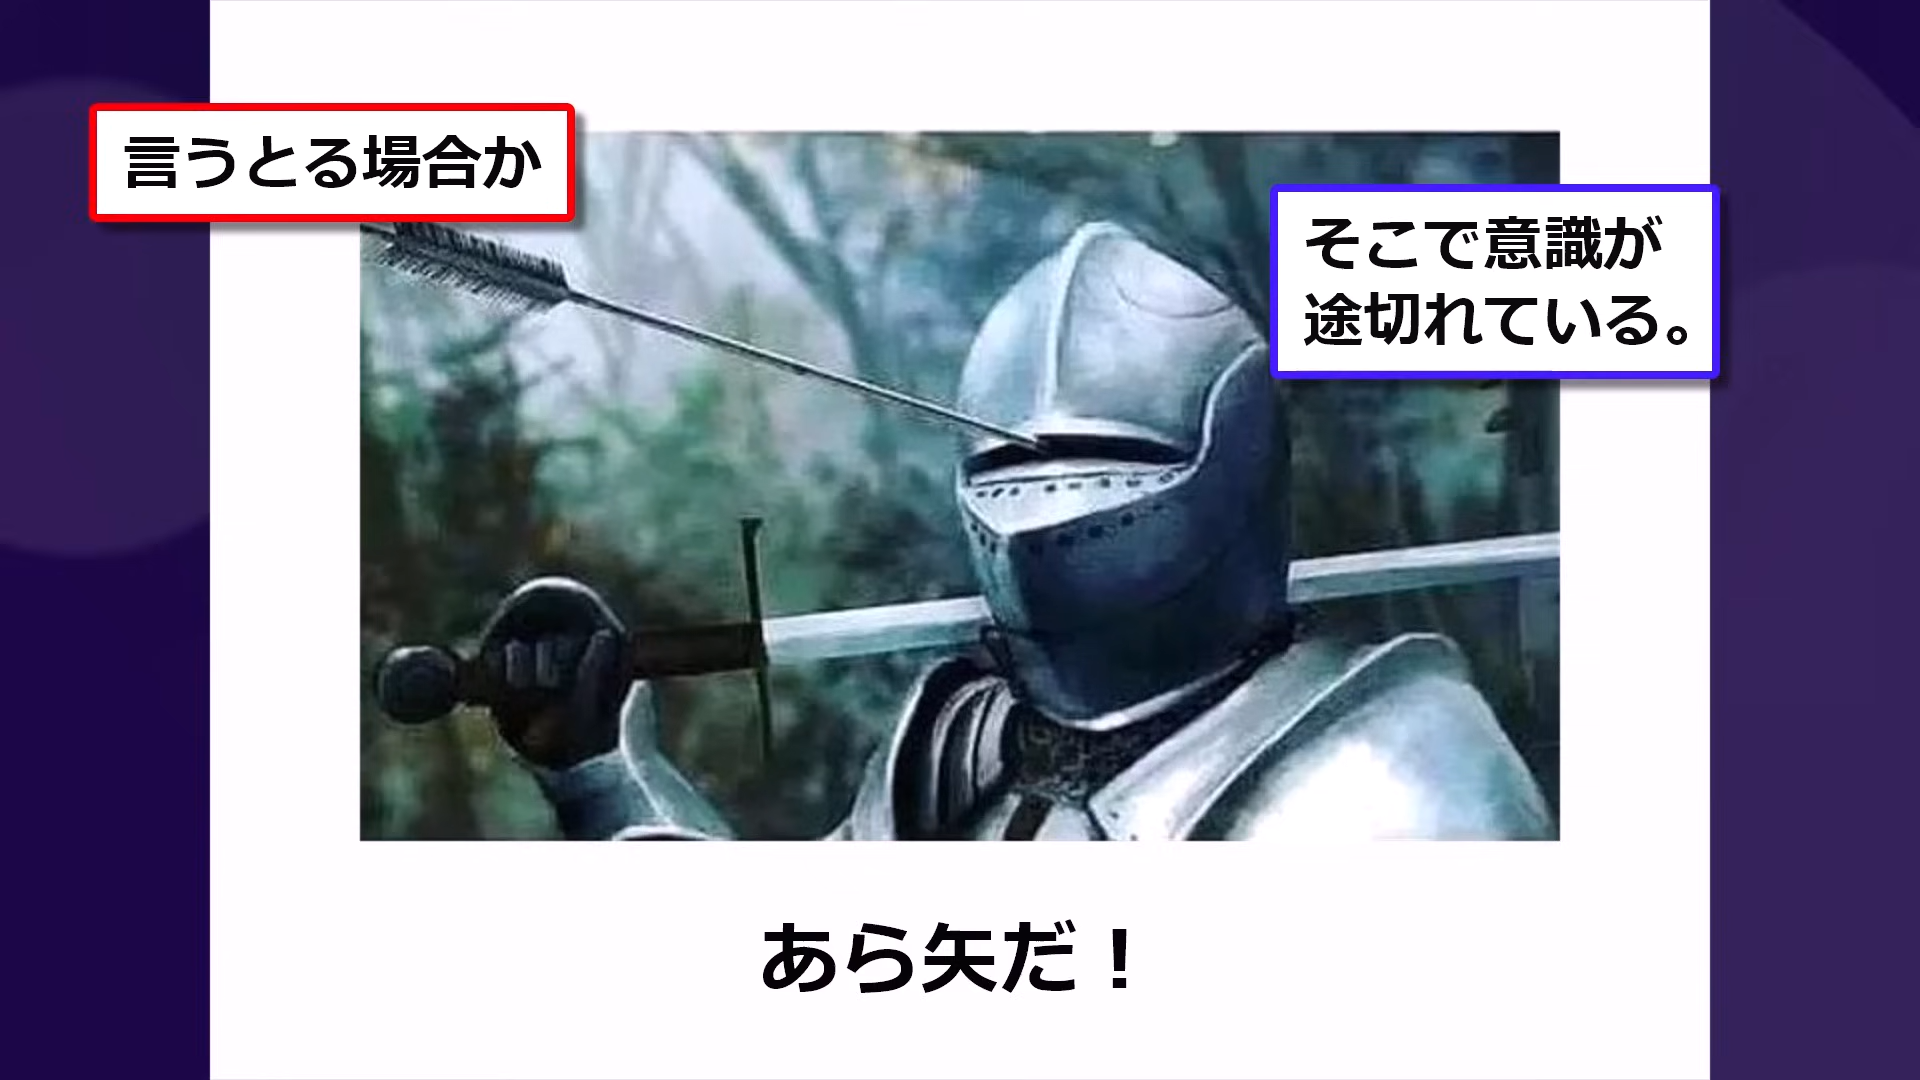 言うとる場合か
そこで意識が
途切れている。
あら矢だ！